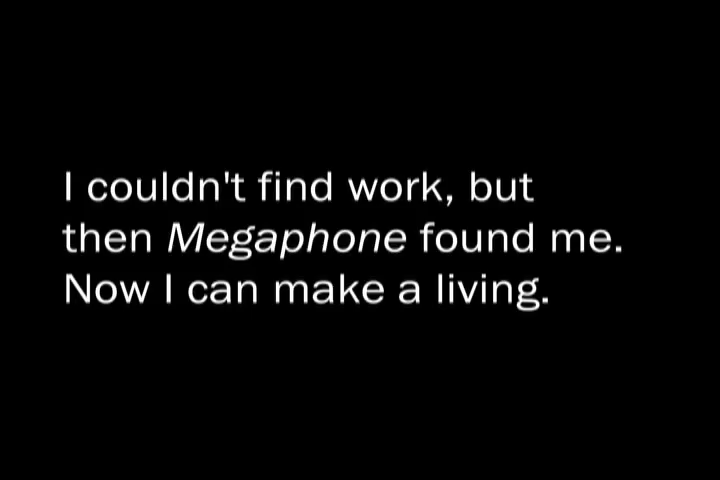 I couldn't find work, but
then Megaphone found me.
Now I can make a living.